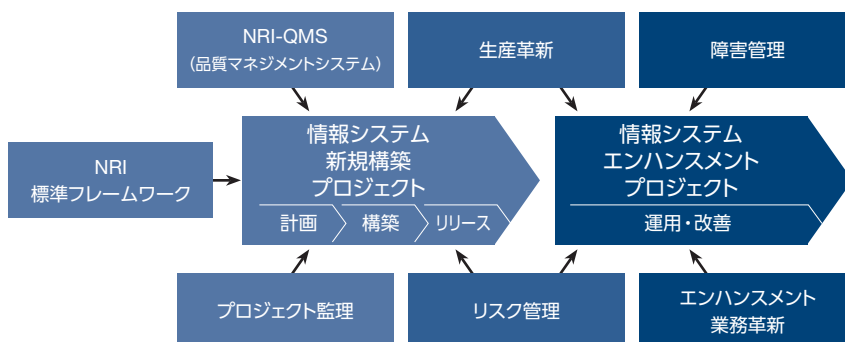 NRI-QMS
（品質マネジメントシステム）
生産革新
障害管理
NRI
標準フレームワーク
情報システム
新規構築
プロジェクト
計画
構築
リリース
情報システム
エンハンスメント
プロジェクト
運用・改善
プロジェクト監理
リスク管理
エンハンスメント
業務革新